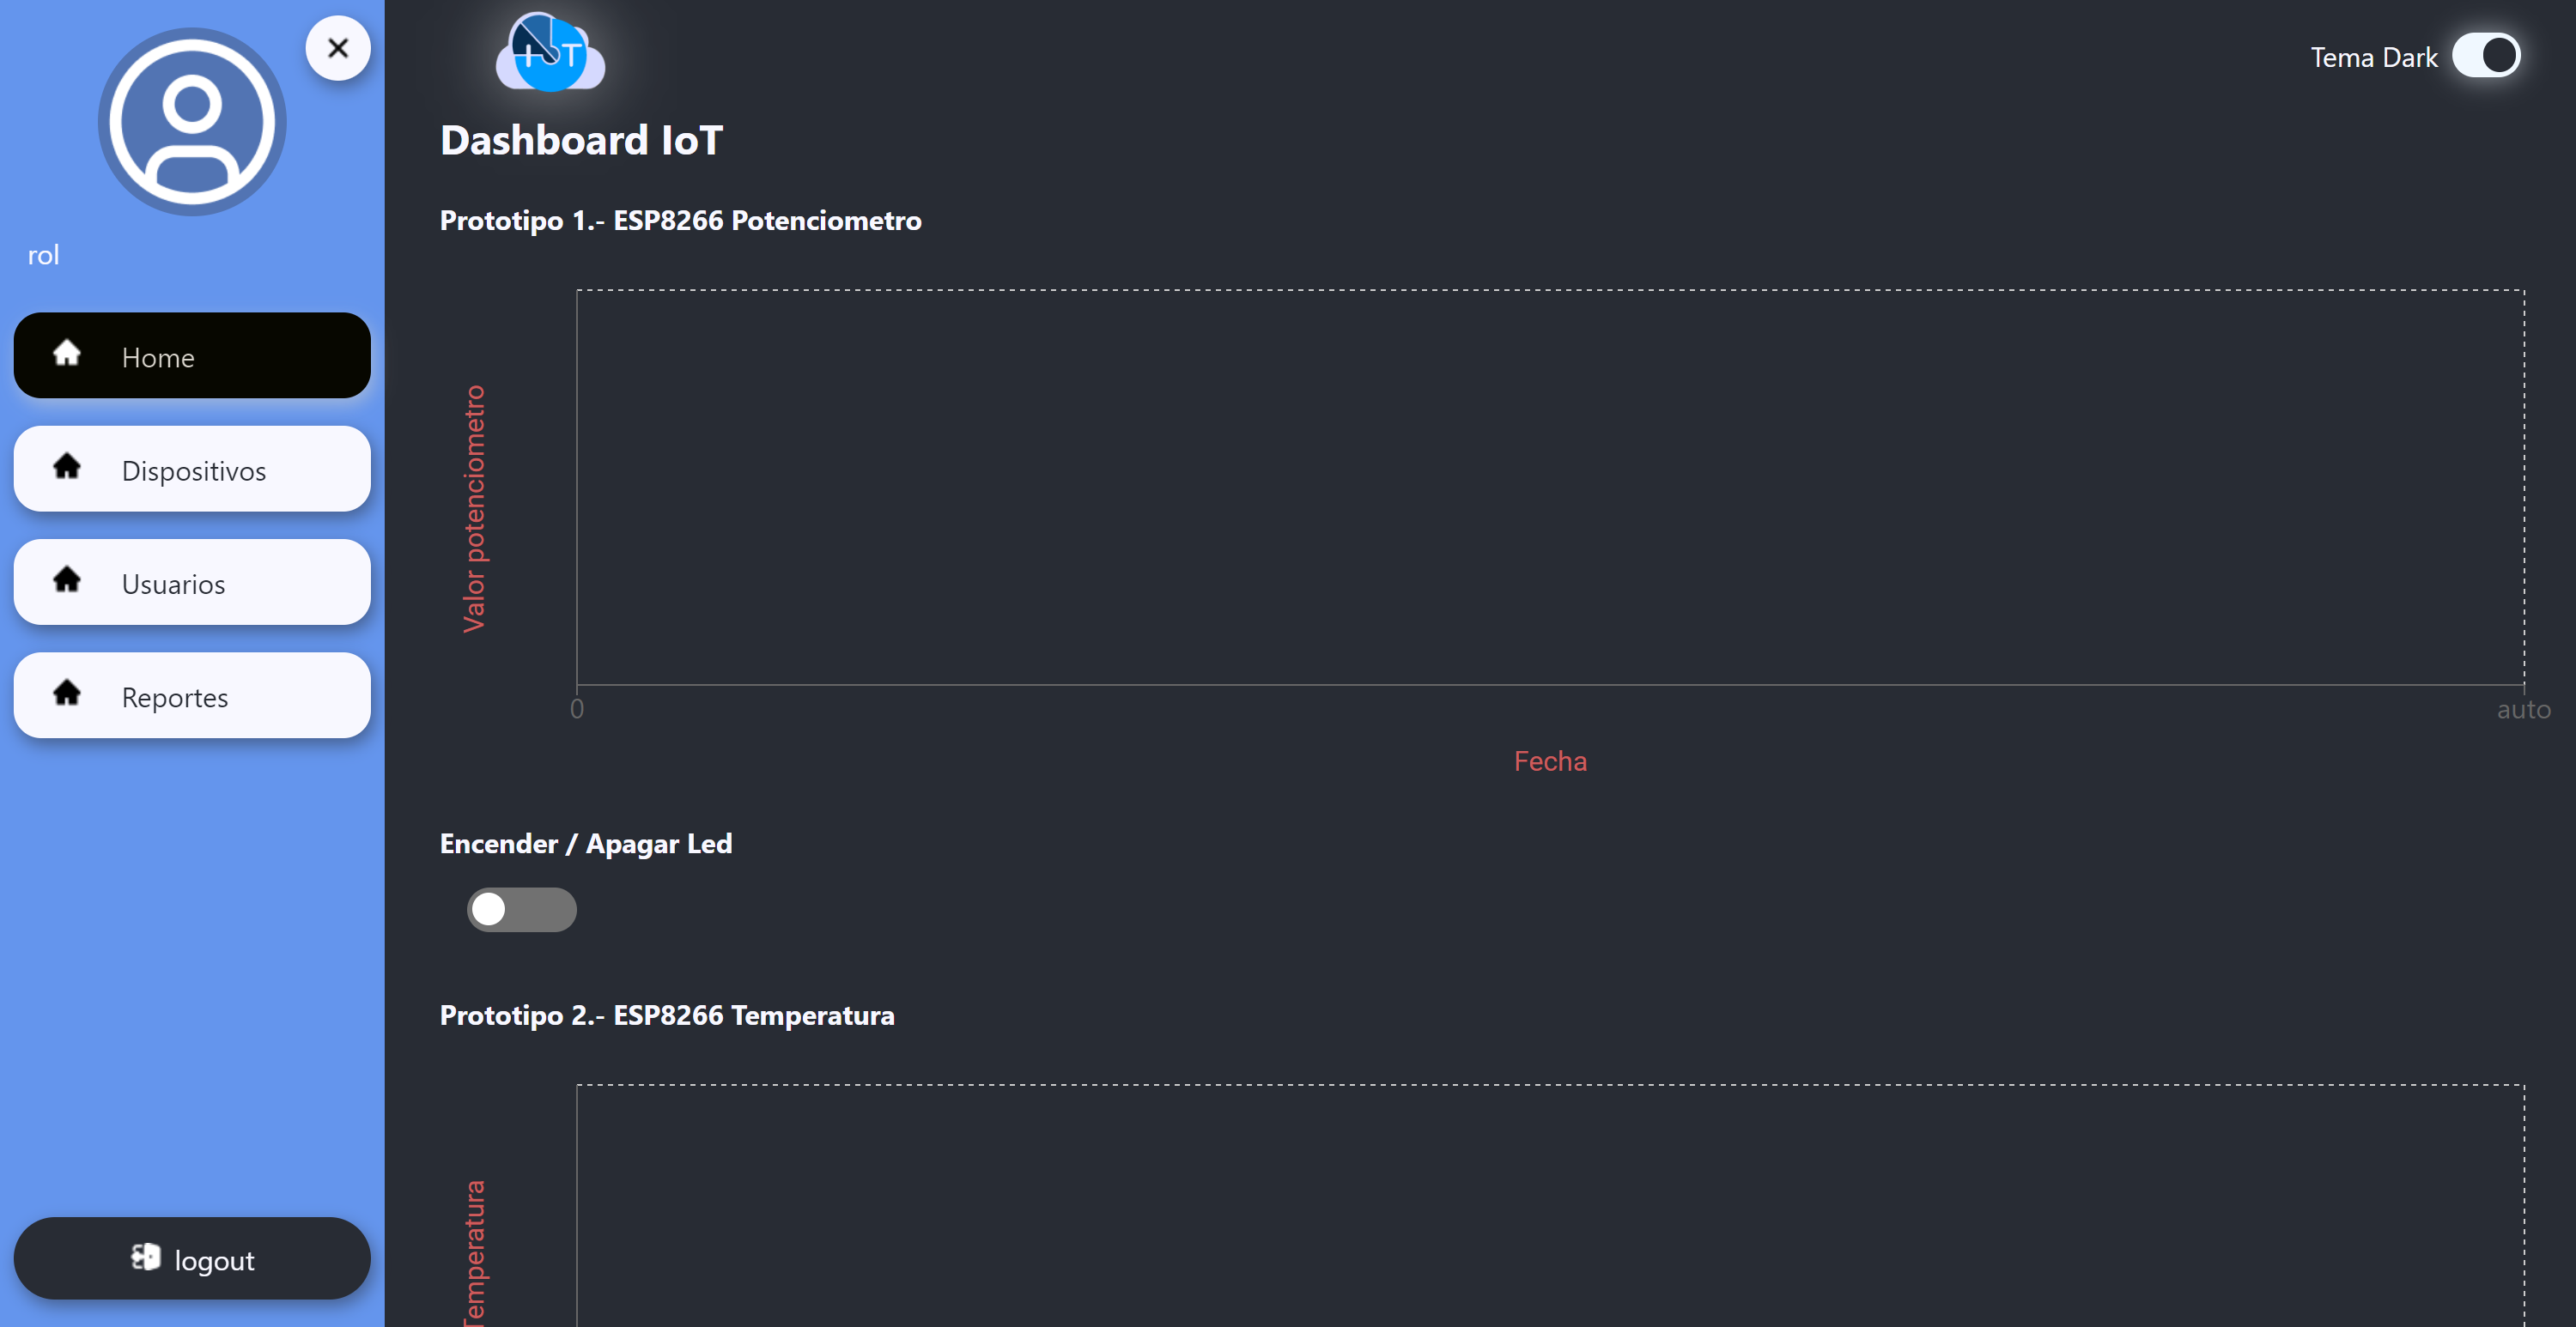 IoT
Tema Dark
Dashboard IoT
Prototipo 1.- ESP8266 Potenciometro
rol
Home
Dispositivos
Usuarios
Reportes
logout
Valor potenciometro
0
auto
Fecha
Encender / Apagar Led
Prototipo 2.- ESP8266 Temperatura
Temperatura